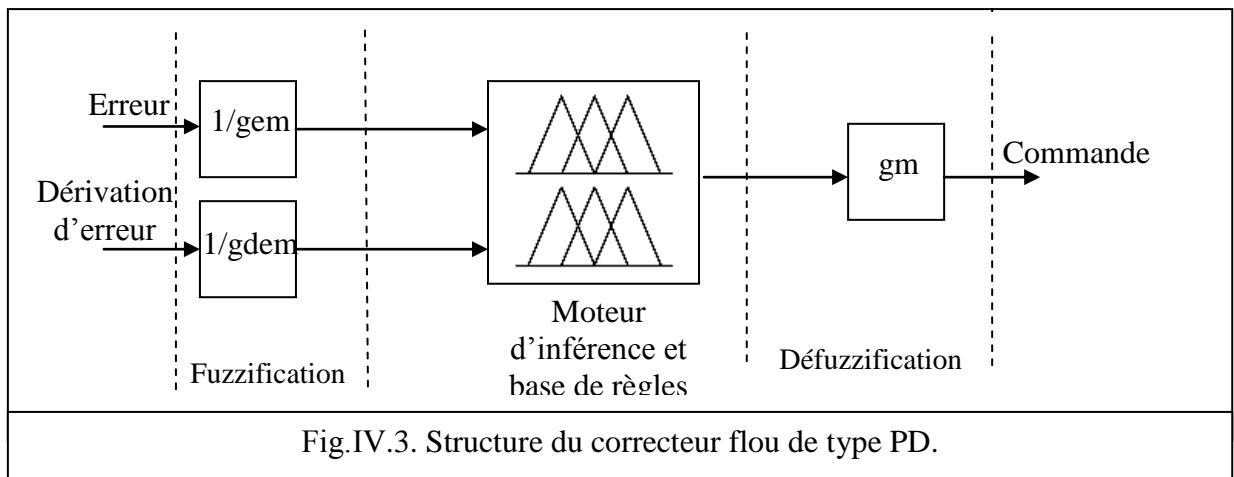 Erreur
1/gem
Dérivation
d’erreur
1/gdem
Fuzzification
Moteur
d’inférence et
base de règles
gm
Défuzzification
Commande
Fig.IV.3. Structure du correcteur flou de type PD.